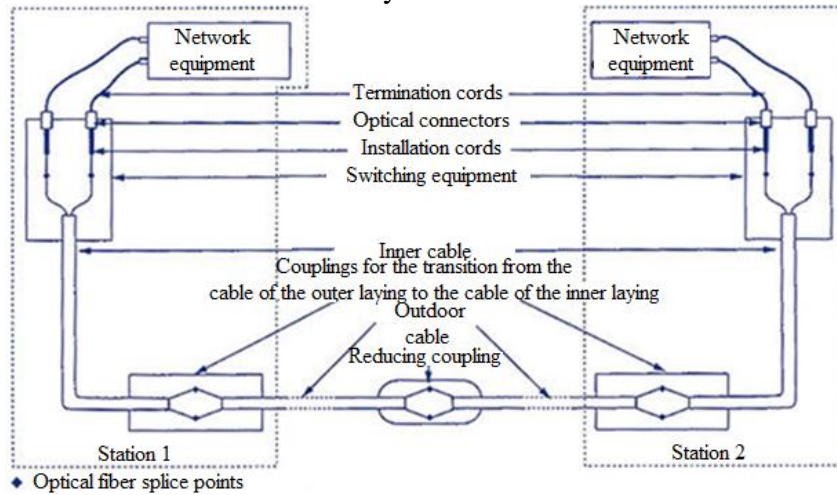 Network
equipment
Network
equipment
Termination cords
Optical connectors
Installation cords
Switching equipment
Inner cable
Couplings for the transition from the
cable of the outer laying to the cable of the inner laying
Outdoor
cable
Reducing coupling
Station 1
Station 2
Optical fiber splice points